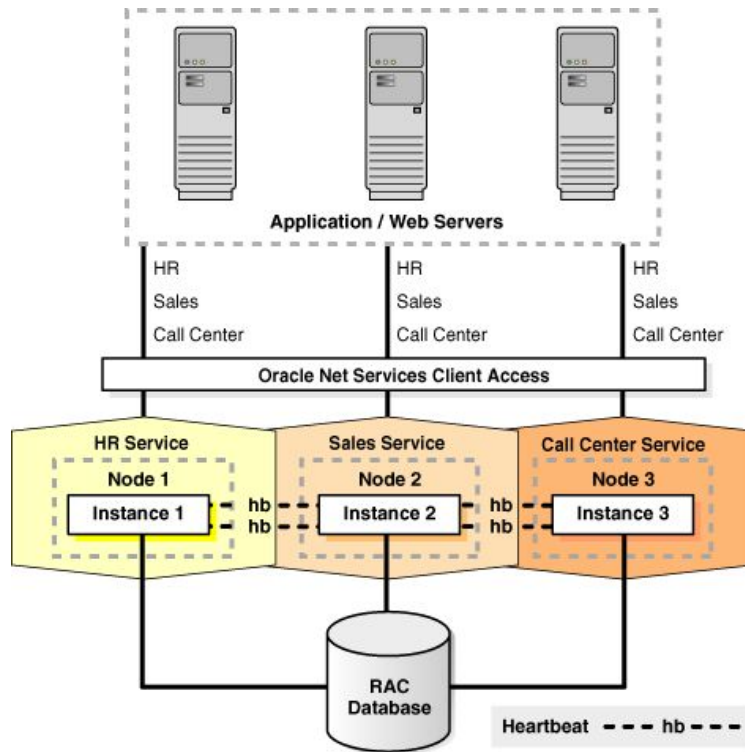 Application / Web Servers
HR
Sales
Call Center
HR
Sales
Call Center
HR
Sales
Call Center
Oracle Net Services Client Access
HR Service
Sales Service
Call Center Service
Node 1
Node 2
Node 3
Instance 1
hb
hb
Instance 2
hb
hb
Instance 3
RAC
Database
Heartbeat hb